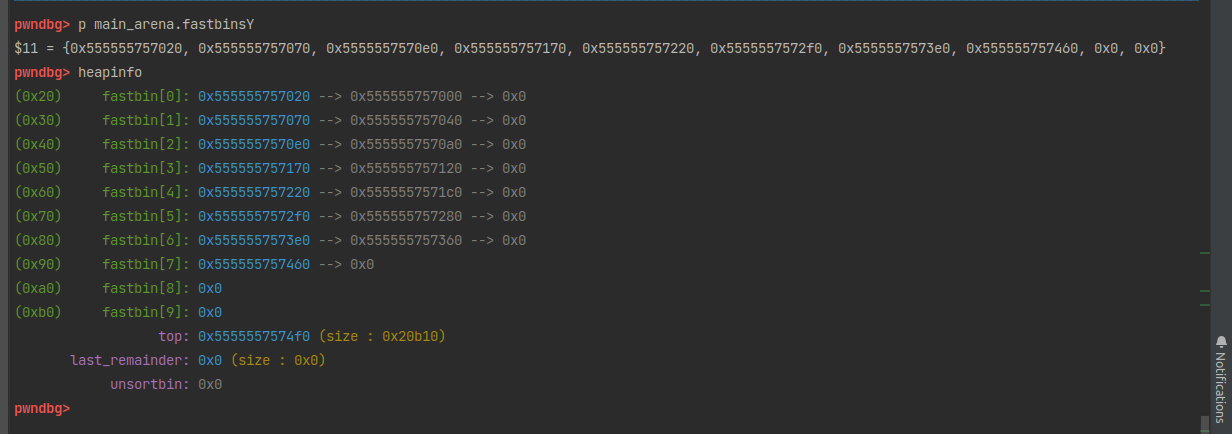 pwndbg> p main_arena.fastbinsY
$11 = {0x555555757020, 0x555555757070, 0x5555557570e0, 0x555555757170, 0x555555757220, 0x5555557572f0, 0x5555557573e0, 0x555555757460, 0x0, 0x0}
pwndbg> heapinfo
(0x20)     fastbin[0]: 0x555555757020 --> 0x555555757000 --> 0x0
(0x30)     fastbin[1]: 0x555555757070 --> 0x555555757040 --> 0x0
(0x40)     fastbin[2]: 0x5555557570e0 --> 0x5555557570a0 --> 0x0
(0x50)     fastbin[3]: 0x555555757170 --> 0x555555757120 --> 0x0
(0x60)     fastbin[4]: 0x555555757220 --> 0x5555557571c0 --> 0x0
(0x70)     fastbin[5]: 0x5555557572f0 --> 0x555555757280 --> 0x0
(0x80)     fastbin[6]: 0x5555557573e0 --> 0x555555757360 --> 0x0
(0x90)     fastbin[7]: 0x555555757460 --> 0x0
(0xa0)     fastbin[8]: 0x0
(0xb0)     fastbin[9]: 0x0
top: 0x5555557574f0 (size : 0x20b10)
last_remainder: 0x0 (size : 0x0)
unsortbin: 0x0
pwndbg>
Notifications